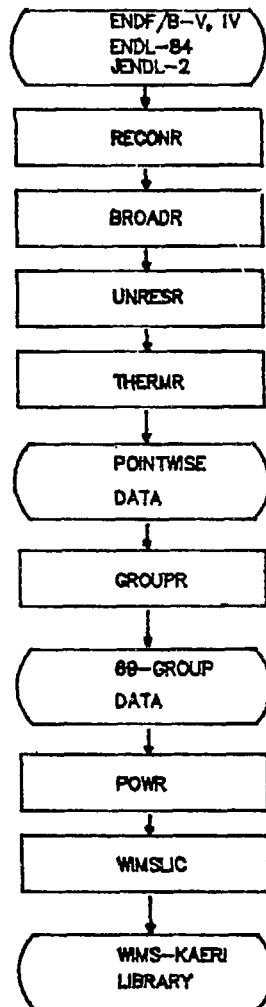 ENDF/B-V, IV
ENDL-84
JENDL-2
RECONR
BROADR
UNRESR
THERMR
POINTWISE
DATA
GROUPR
69-GROUP
DATA
POWR
WIMSLIC
WIMS-KAERI
LIBRARY